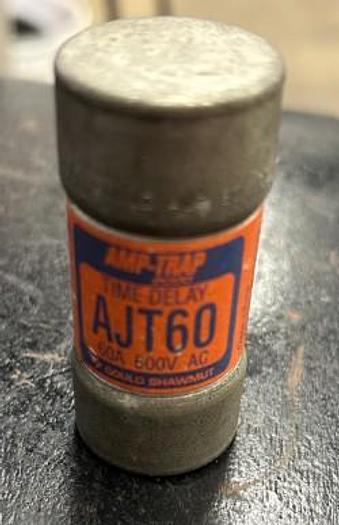 AMP-TRAP
TIME DELAY
AJT60
60A 600V AC
GOULD SHAWMUT